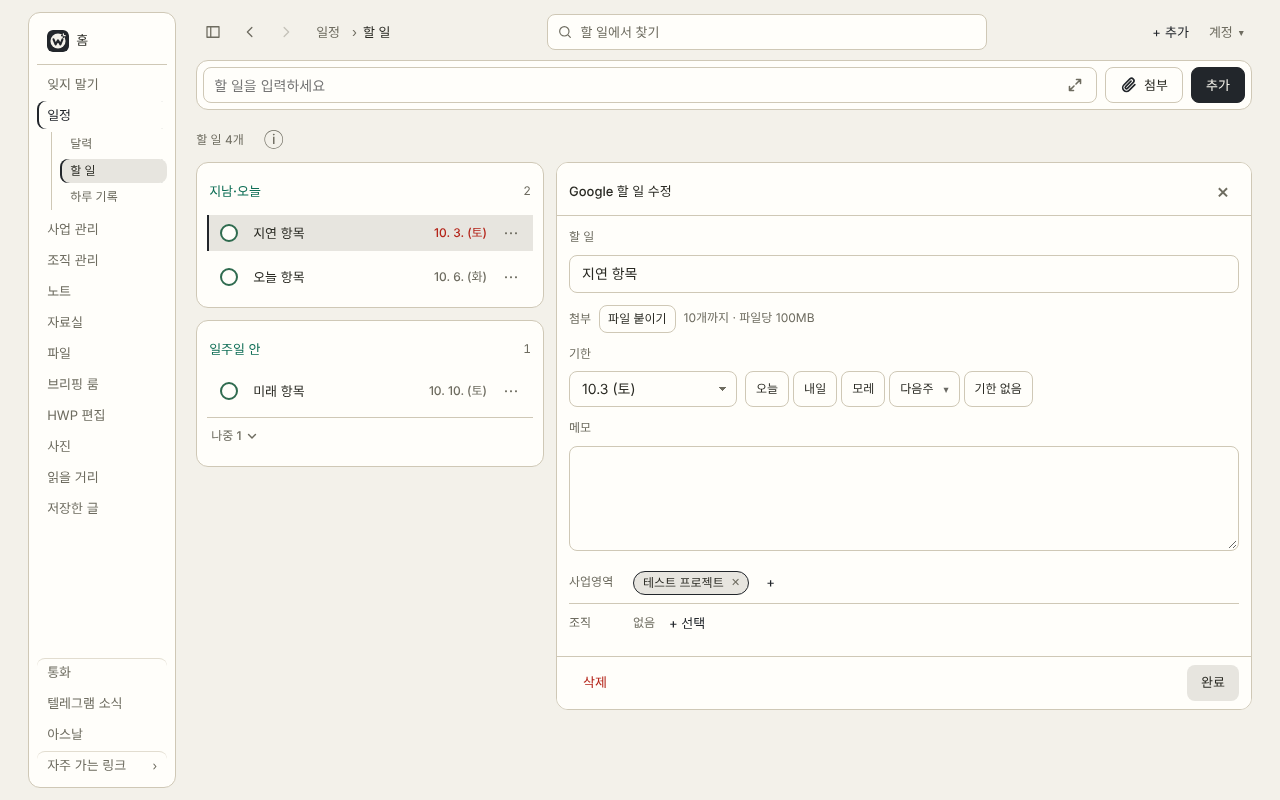 홈
잊지 말기
일정
달력
할 일
하루 기록
사업 관리
조직 관리
노트
자료실
파일
브리핑 룸
HWP 편집
사진
읽을 거리
저장한 글
통화
텔레그램 소식
아스날
자주 가는 링크 ›
일정 › 할 일
할 일에서 찾기
+ 추가
계정 ▾
할 일을 입력하세요
첨부
추가
할 일 4개
지남·오늘 2
지연 항목 10. 3. (토) ···
오늘 항목 10. 6. (화) ···
일주일 안 1
미래 항목 10. 10. (토) ···
나중 1
Google 할 일 수정
할 일
지연 항목
첨부 파일 붙이기 10개까지 · 파일당 100MB
기한
10.3 (토) 오늘 내일 모레 다음주 ▾ 기한 없음
메모
사업영역 테스트 프로젝트 × +
조직 없음 + 선택
삭제
완료